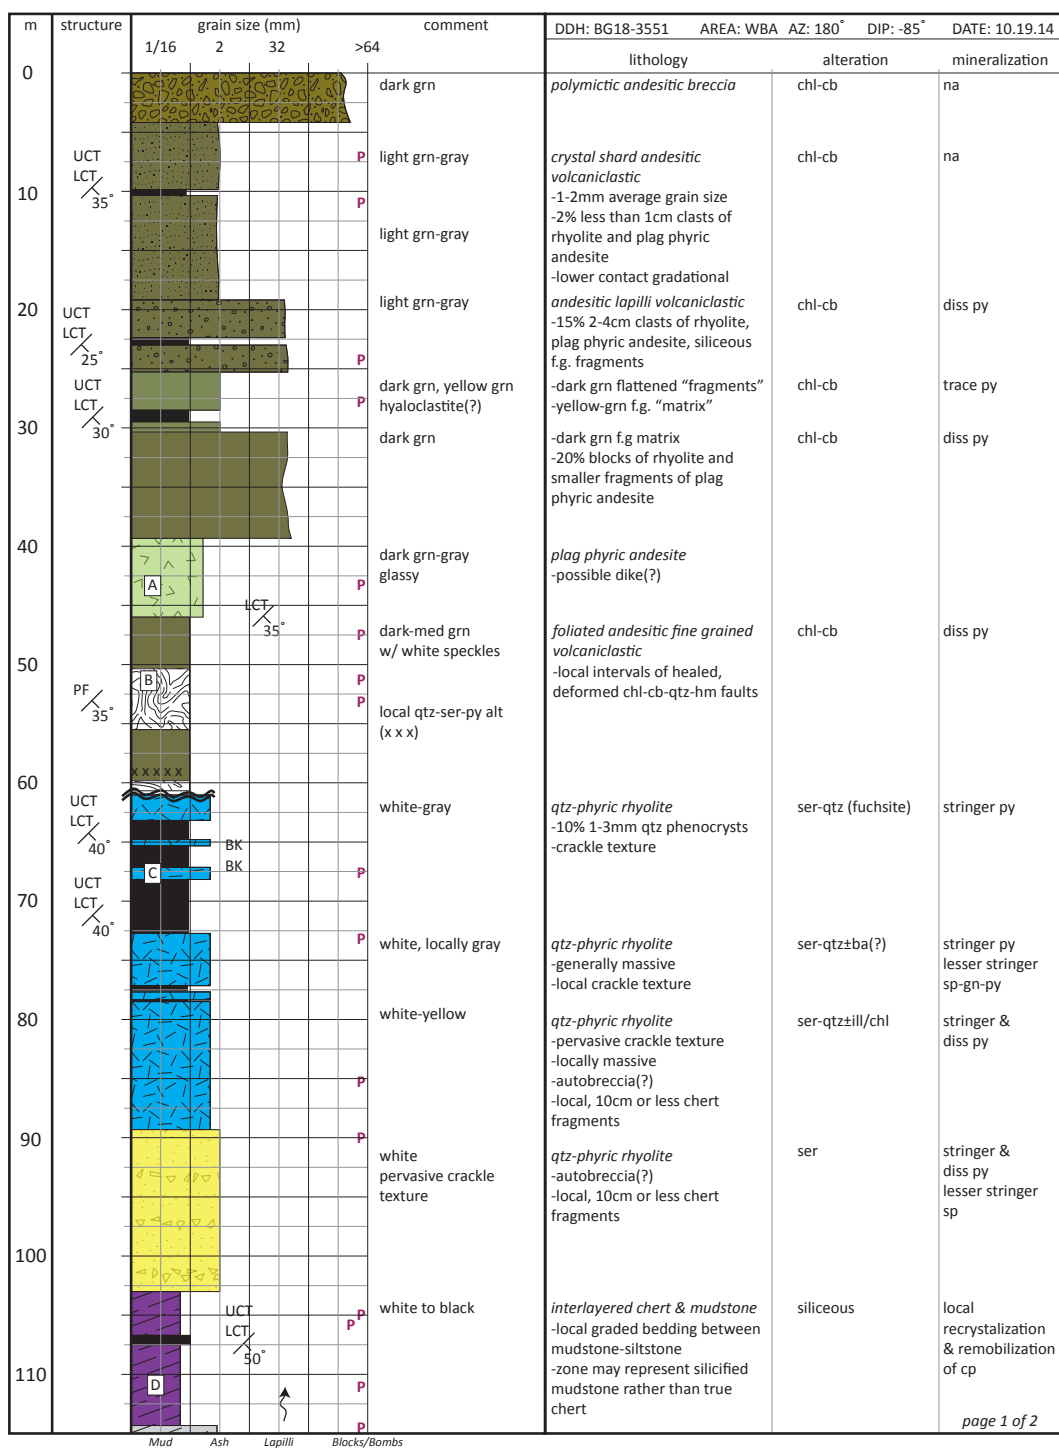 m structure grain size (mm) comment
DDH: BG18-3551 AREA: WBA AZ: 180° DIP: -85° DATE: 10.19.14
1/16 2 32 >64
lithology alteration mineralization
0
dark grn
polymictic andesitic breccia
chl-cb
na
UCT
LCT
35°
P
light grn-gray
crystal shard andesitic
volcaniclastic
-1-2mm average grain size
-2% less than 1cm clasts of
rhyolite and plag phyric
andesite
-lower contact gradational
chl-cb
na
10
P
light grn-gray
20
UCT
LCT
25°
light grn-gray
P
andesitic lapilli volcaniclastic
-15% 2-4cm clasts of rhyolite,
plag phyric andesite, siliceous
f.g. fragments
chl-cb
diss py
UCT
LCT
30°
dark grn, yellow grn
hyaloclastite(?)
P
-dark grn flattened “fragments”
-yellow-grn f.g. “matrix”
chl-cb
trace py
30
dark grn
-dark grn f.g matrix
-20% blocks of rhyolite and
smaller fragments of plag
phyric andesite
chl-cb
diss py
40
dark grn-gray
glassy
A
P
plag phyric andesite
-possible dike(?)
LCT
35°
P
dark-med grn
w/ white speckles
foliated andesitic fine grained
volcaniclastic
-local intervals of healed,
deformed chl-cb-qtz-hm faults
chl-cb
diss py
50
B
P
PF
35°
P
local qtz-ser-py alt
(x x x)
x x x x x
60
UCT
LCT
40°
white-gray
qtz-phyric rhyolite
-10% 1-3mm qtz phenocrysts
-crackle texture
ser-qtz (fuchsite)
stringer py
BK
BK
C
P
UCT
LCT
40°
70
P
white, locally gray
qtz-phyric rhyolite
-generally massive
-local crackle texture
ser-qtz±ba(?)
stringer py
lesser stringer
sp-gn-py
80
white-yellow
P
qtz-phyric rhyolite
-pervasive crackle texture
-locally massive
-autobreccia(?)
-local, 10cm or less chert
fragments
ser-qtz±ill/chl
stringer &
diss py
90
P
white
pervasive crackle
texture
qtz-phyric rhyolite
-autobreccia(?)
-local, 10cm or less chert
fragments
ser
stringer &
diss py
lesser stringer
sp
100
UCT
LCT
50°
P
P
white to black
interlayered chert & mudstone
-local graded bedding between
mudstone-siltstone
-zone may represent silicified
mudstone rather than true
chert
siliceous
local
recrystalization
& remobilization
of cp
110
D
P
P
page 1 of 2
Mud Ash Lapilli Blocks/Bombs